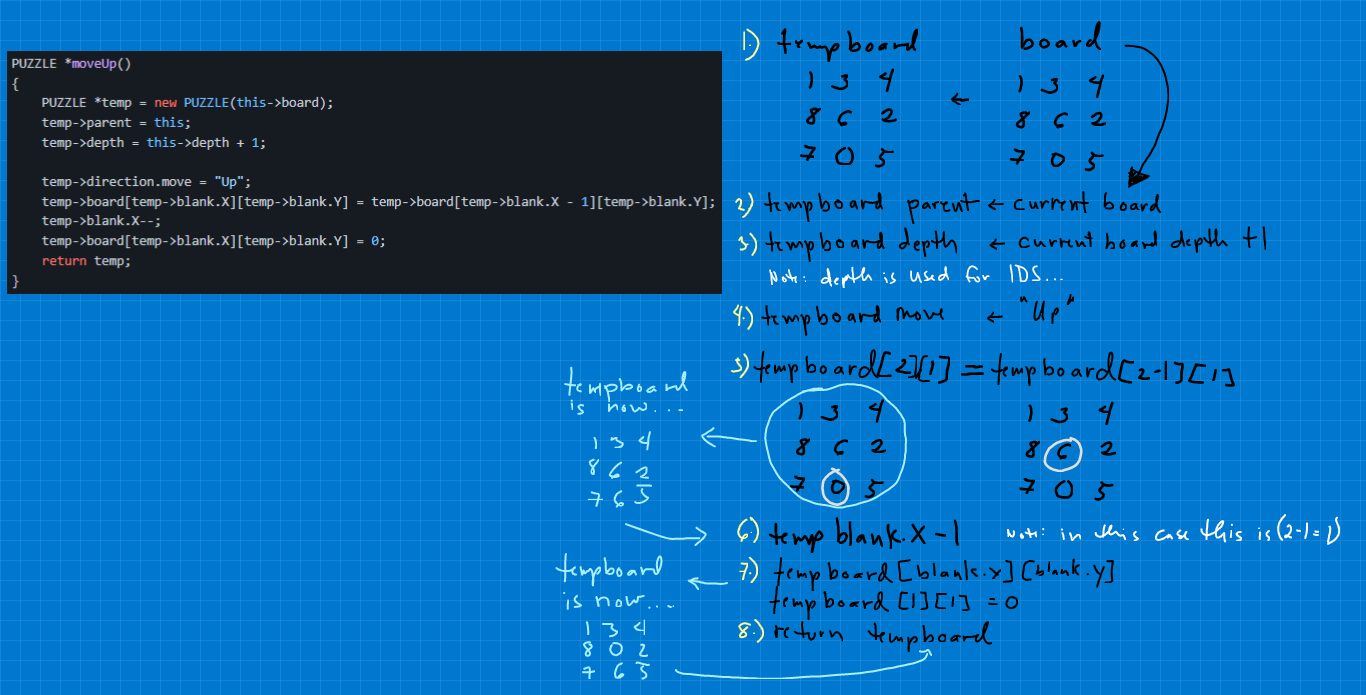 PUZZLE *moveUp()
{
PUZZLE *temp = new PUZZLE(this->board);
temp->parent = this;
temp->depth = this->depth + 1;
temp->direction.move = "Up";
temp->board[temp->blank.X][temp->blank.Y] = temp->board[temp->blank.X - 1][temp->blank.Y];
temp->blank.X--;
temp->board[temp->blank.X][temp->blank.Y] = 0;
return temp;
}
1.) tempboard board
1 3 4 ← 1 3 4
8 6 2 8 6 2
7 0 5 7 0 5
2.) tempboard parent ← current board
3.) tempboard depth ← current board depth +1
Note: depth is used for IDS...
4.) tempboard move ← "Up"
5.) tempboard[2][1] = tempboard[2-1][1]
1 3 4 1 3 4
8 6 2 8 6 2
7 0 5 7 0 5
tempboard
is now...
1 3 4
8 6 2
7 6 5
6.) temp blank.X - 1 Note: in this case this is (2-1=1)
7.) tempboard[blank.x][blank.y]
tempboard[1][1] = 0
tempboard
is now...
1 3 4
8 0 2
7 6 5
8.) return tempboard